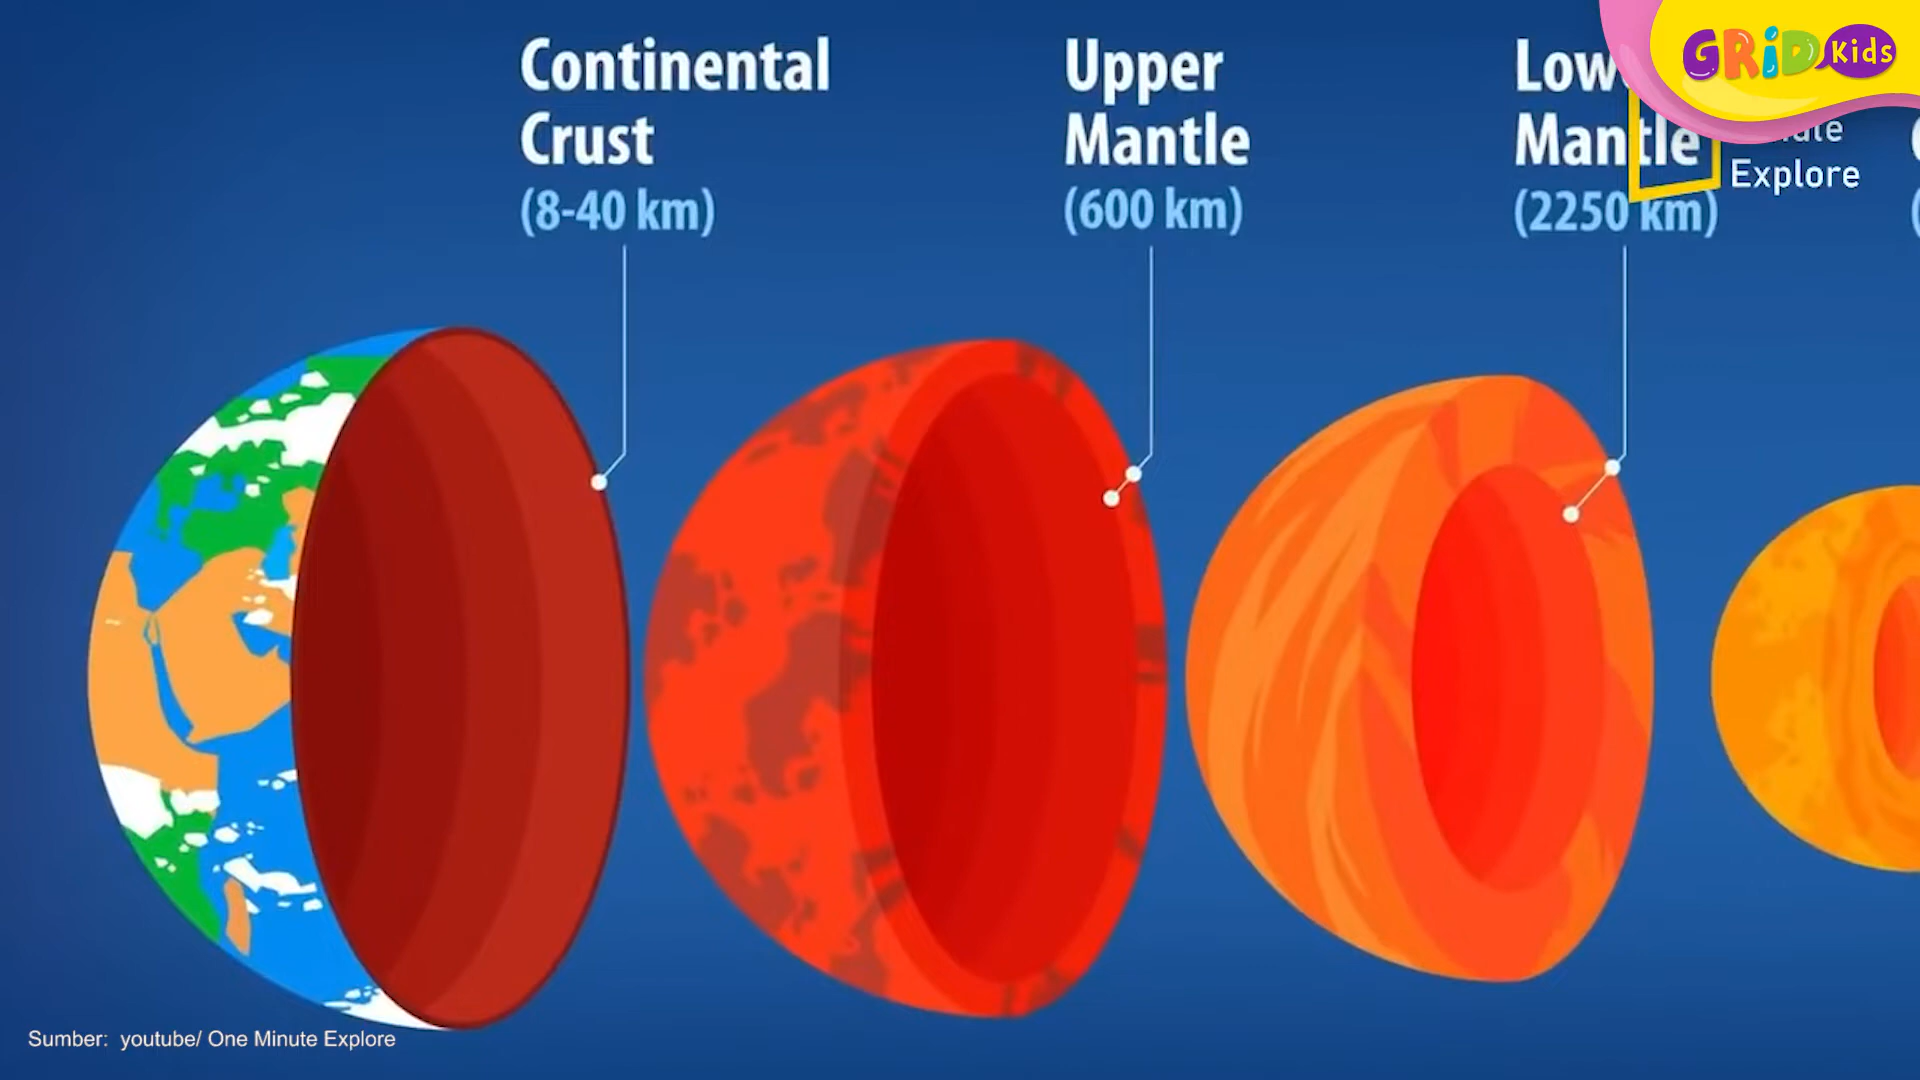 Continental
Crust
(8-40 km)
Upper
Mantle
(600 km)
Mantle
(2250 km)
GRiD Kids
Explore
Sumber: youtube/ One Minute Explore